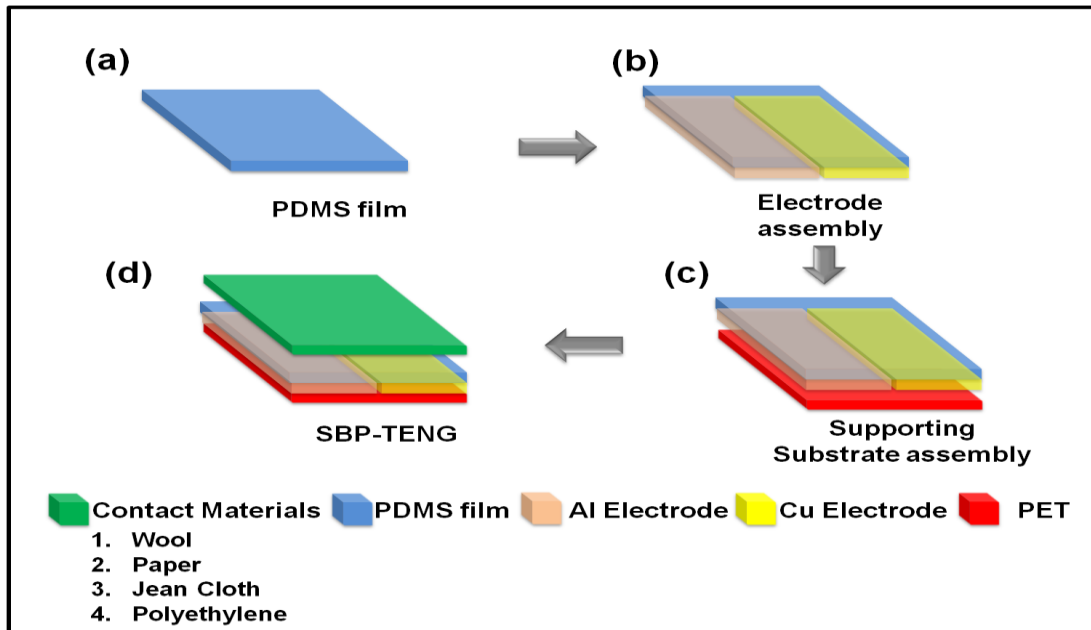 (a)
PDMS film
(b)
Electrode
assembly
(c)
Supporting
Substrate assembly
(d)
SBP-TENG
Contact Materials PDMS film Al Electrode Cu Electrode PET
1. Wool
2. Paper
3. Jean Cloth
4. Polyethylene